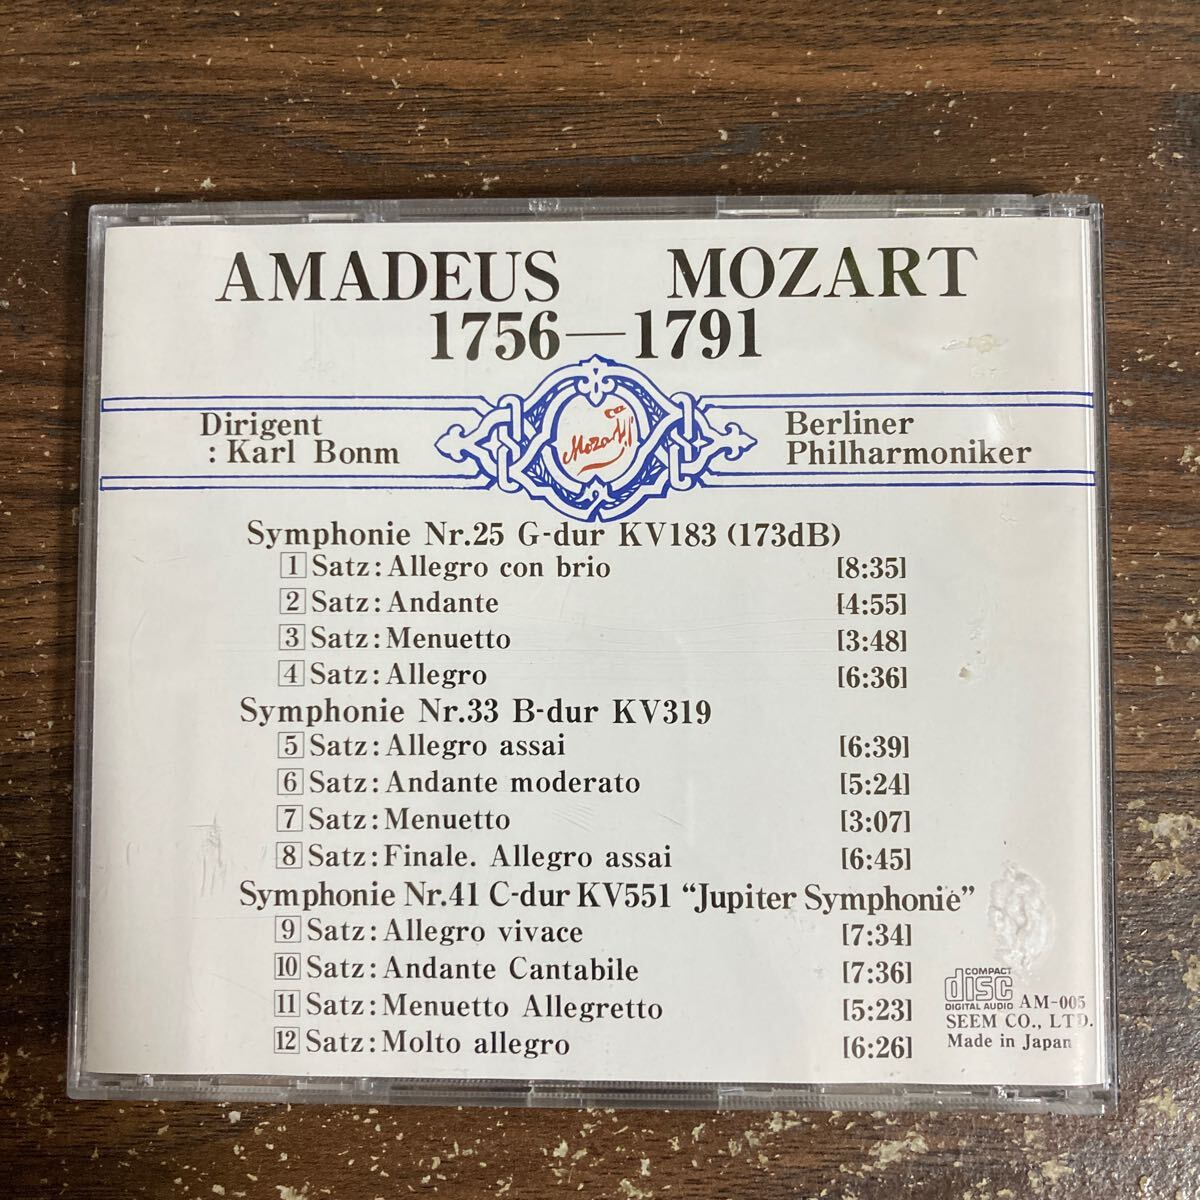 AMADEUS MOZART
1756—1791
Dirigent
: Karl Bonm
Mozart
Berliner
Philharmoniker
Symphonie Nr.25 G-dur KV183 (173dB)
1 Satz: Allegro con brio [8:35]
2 Satz: Andante [4:55]
3 Satz: Menuetto [3:48]
4 Satz: Allegro [6:36]
Symphonie Nr.33 B-dur KV319
5 Satz: Allegro assai [6:39]
6 Satz: Andante moderato [5:24]
7 Satz: Menuetto [3:07]
8 Satz: Finale. Allegro assai [6:45]
Symphonie Nr.41 C-dur KV551 “Jupiter Symphonie”
9 Satz: Allegro vivace [7:34]
10 Satz: Andante Cantabile [7:36]
11 Satz: Menuetto Allegretto [5:23]
12 Satz: Molto allegro [6:26]
COMPACT
disc
DIGITAL AUDIO AM-005
SEEM CO., LTD.
Made in Japan